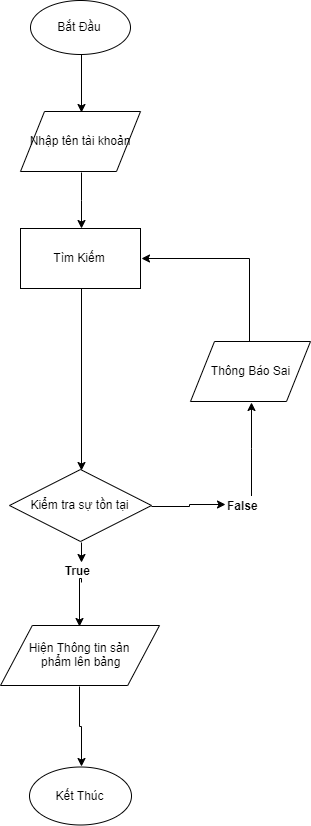 Bắt Đầu
Nhập tên tài khoản
Tìm Kiếm
Thông Báo Sai
Kiểm tra sự tồn tại
False
True
Hiện Thông tin sản
phẩm lên bảng
Kết Thúc